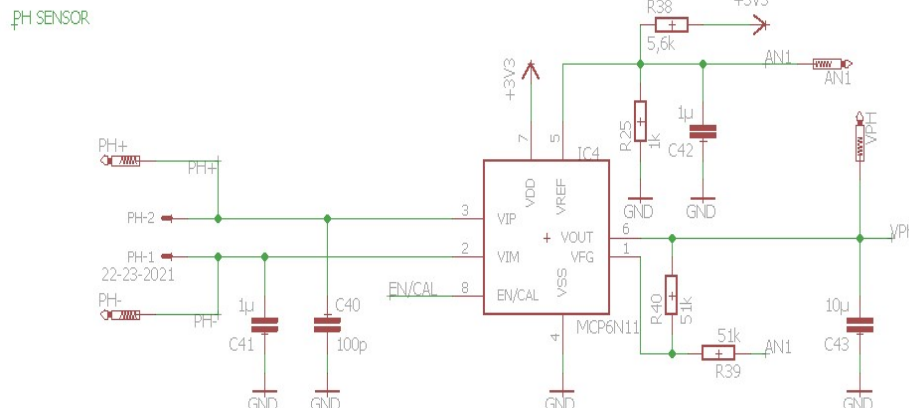 PH SENSOR
R38
+3V3
5,6k
AN1
AN1
+3V3
7
5
R25
1k
1µ
C42
VPH
IC4
PH+
PH+
VDD
VREF
GND
GND
PH-2
3
VIP
VOUT
6
VPH
PH-1
2
VIM
VFG
1
22-23-2021
EN/CAL
8
EN/CAL
VSS
R40
51k
PH-
PH-
1µ
C40
MCP6N11
10µ
C41
100p
4
51k
AN1
C43
R39
GND
GND
GND
GND